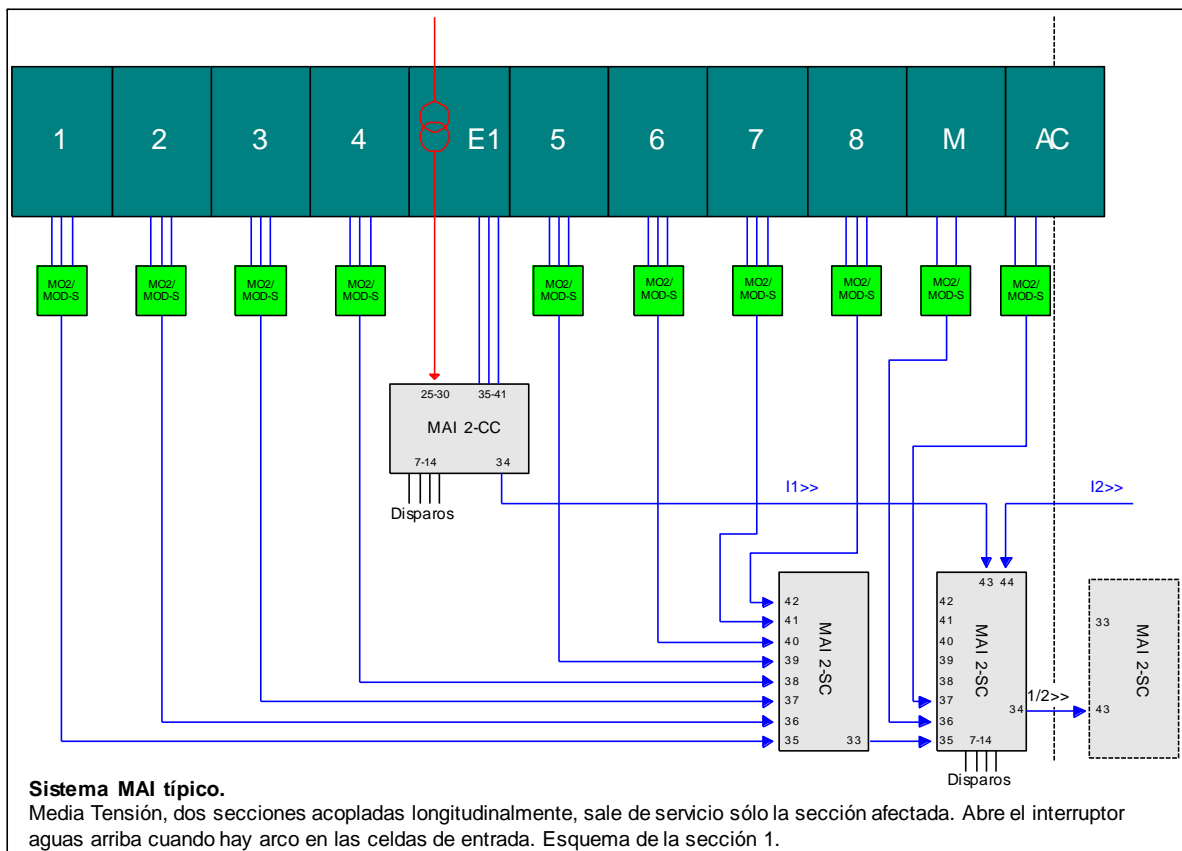 1 2 3 4 E1 5 6 7 8 M AC
MO2/
MOD-S
MO2/
MOD-S
MO2/
MOD-S
MO2/
MOD-S
MO2/
MOD-S
MO2/
MOD-S
MO2/
MOD-S
MO2/
MOD-S
MO2/
MOD-S
MO2/
MOD-S
25-30 35-41
MAI 2-CC
7-14 34
Disparos
I1>>
I2>>
42
41
40
39
38
37
36
35
33
MAI 2-SC
43 44
42
41
40
39
38
37
36
35
34
MAI 2-SC
7-14
Disparos
1/2>>
33
43
MAI 2-SC
Sistema MAI típico.
Media Tensión, dos secciones acopladas longitudinalmente, sale de servicio sólo la sección afectada. Abre el interruptor
aguas arriba cuando hay arco en las celdas de entrada. Esquema de la sección 1.